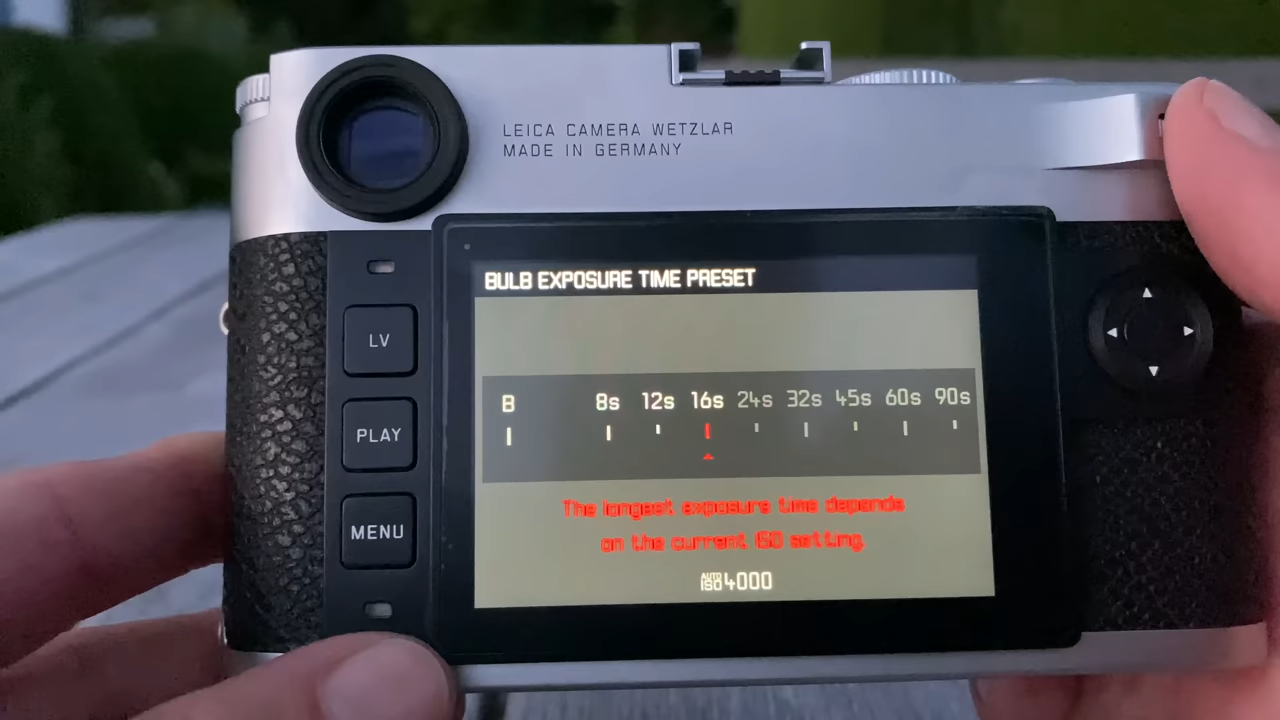 LEICA CAMERA WETZLAR
MADE IN GERMANY
BULB EXPOSURE TIME PRESET
LV
B 8s 12s 16s 24s 32s 45s 60s 90s
PLAY
The longest exposure time depends
MENU
on the current ISO setting.
AUTO ISO 4000